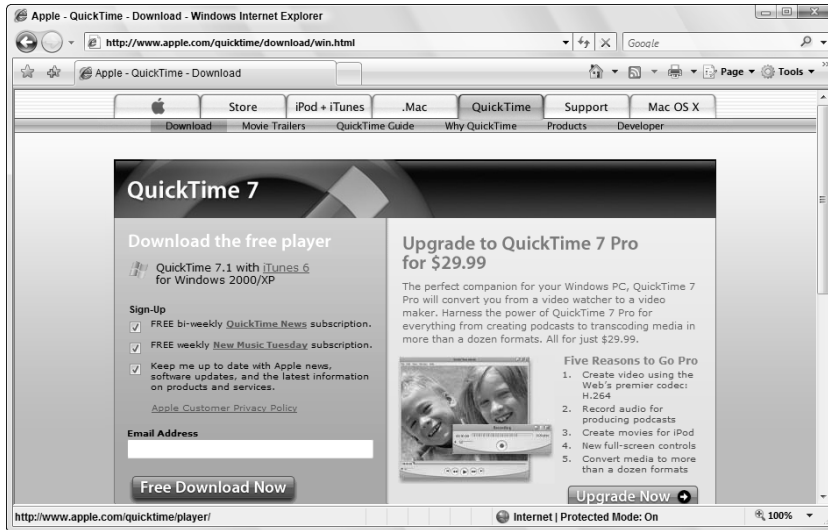 Apple - QuickTime - Download - Windows Internet Explorer
http://www.apple.com/quicktime/download/win.html
Google
Apple - QuickTime - Download
Page
Tools
Store
iPod + iTunes
.Mac
QuickTime
Support
Mac OS X
Download
Movie Trailers
QuickTime Guide
Why QuickTime
Products
Developer
QuickTime 7
Download the free player
QuickTime 7.1 with iTunes 6
for Windows 2000/XP
Sign-Up
FREE bi-weekly QuickTime News subscription.
FREE weekly New Music Tuesday subscription.
Keep me up to date with Apple news,
software updates, and the latest information
on products and services.
Apple Customer Privacy Policy
Email Address
Free Download Now
Upgrade to QuickTime 7 Pro
for $29.99
The perfect companion for your Windows PC, QuickTime 7
Pro will convert you from a video watcher to a video
maker. Harness the power of QuickTime 7 Pro for
everything from creating podcasts to transcoding media in
more than a dozen formats. All for just $29.99.
Five Reasons to Go Pro
1. Create video using the
Web's premier codec:
H.264
2. Record audio for
producing podcasts
3. Create movies for iPod
4. New full-screen controls
5. Convert media to more
than a dozen formats
Upgrade Now
http://www.apple.com/quicktime/player/
Internet | Protected Mode: On
100%